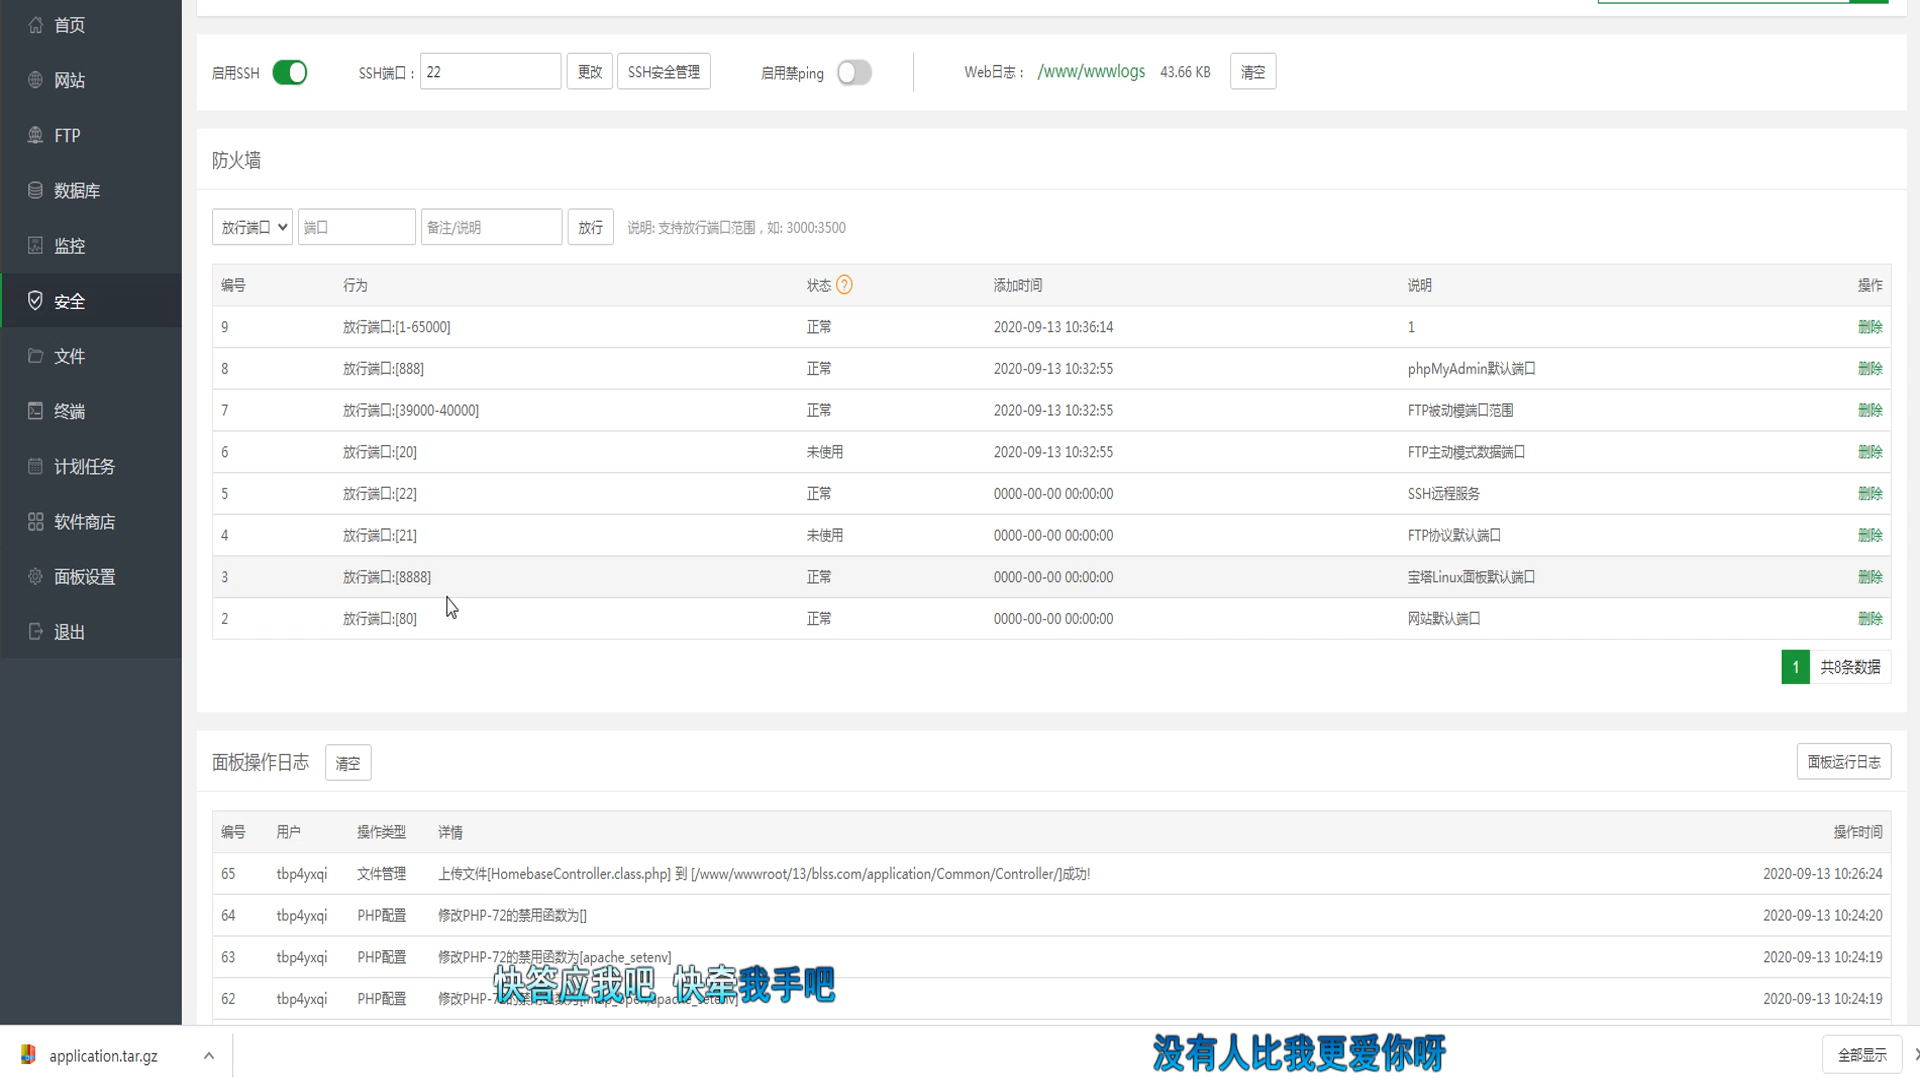 首页
网站
FTP
数据库
监控
安全
文件
终端
计划任务
软件商店
面板设置
退出
启用SSH SSH端口： 22 更改 SSH安全管理 启用禁ping Web日志： /www/wwwlogs 43.66 KB 清空
防火墙
放行端口 端口 备注/说明 放行 说明: 支持放行端口范围，如: 3000:3500
编号 行为 状态 ? 添加时间 说明 操作
9 放行端口:[1-65000] 正常 2020-09-13 10:36:14 1 删除
8 放行端口:[888] 正常 2020-09-13 10:32:55 phpMyAdmin默认端口 删除
7 放行端口:[39000-40000] 正常 2020-09-13 10:32:55 FTP被动模端口范围 删除
6 放行端口:[20] 未使用 2020-09-13 10:32:55 FTP主动模式数据端口 删除
5 放行端口:[22] 正常 0000-00-00 00:00:00 SSH远程服务 删除
4 放行端口:[21] 未使用 0000-00-00 00:00:00 FTP协议默认端口 删除
3 放行端口:[8888] 正常 0000-00-00 00:00:00 宝塔Linux面板默认端口 删除
2 放行端口:[80] 正常 0000-00-00 00:00:00 网站默认端口 删除
1 共8条数据
面板操作日志 清空 面板运行日志
编号 用户 操作类型 详情 操作时间
65 tbp4yxqi 文件管理 上传文件[HomebaseController.class.php] 到 [/www/wwwroot/13/blss.com/application/Common/Controller/]成功! 2020-09-13 10:26:24
64 tbp4yxqi PHP配置 修改PHP-72的禁用函数为[] 2020-09-13 10:24:20
63 tbp4yxqi PHP配置 修改PHP-72的禁用函数为[apache_setenv] 2020-09-13 10:24:19
62 tbp4yxqi PHP配置 修改PHP-72的禁用函数为 2020-09-13 10:24:19
快答应我吧 快牵我手吧
没有人比我更爱你呀
application.tar.gz 全部显示